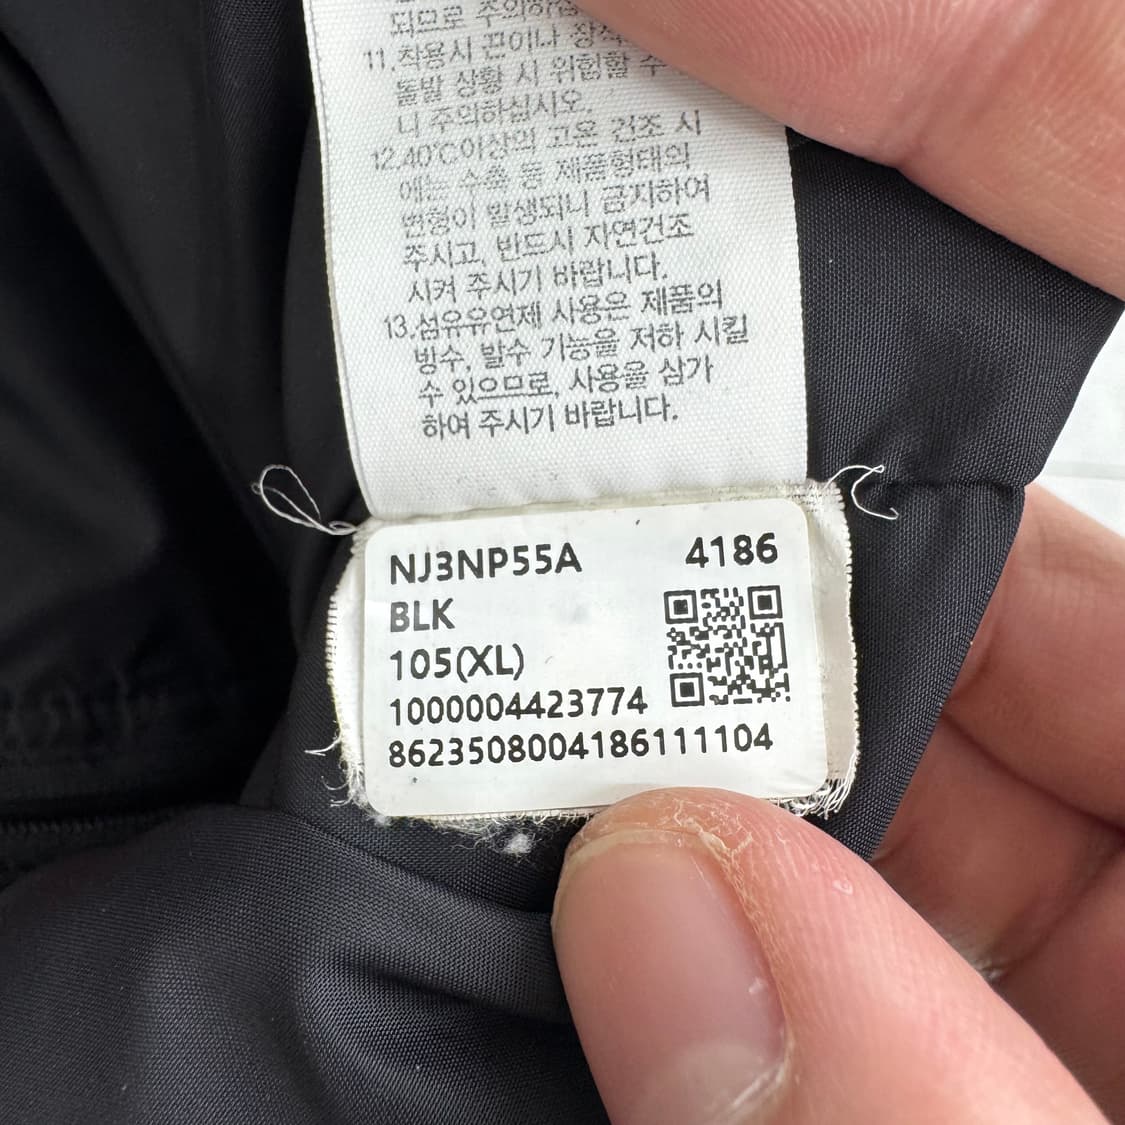 되므로 주의하
11.착용시 끈이나 장
돌발 상황 시 위험할 수
니 주의하십시오.
12.40℃이상의 고온 건조 시
에는 수축 등 제품형태의
변형이 발생되니 금지하여
주시고, 반드시 자연건조
시켜 주시기 바랍니다.
13.섬유유연제 사용은 제품의
방수, 발수 기능을 저하 시킬
수 있으므로, 사용을 삼가
하여 주시기 바랍니다.
NJ3NP55A 4186
BLK
105(XL)
1000004423774
8623508004186111104